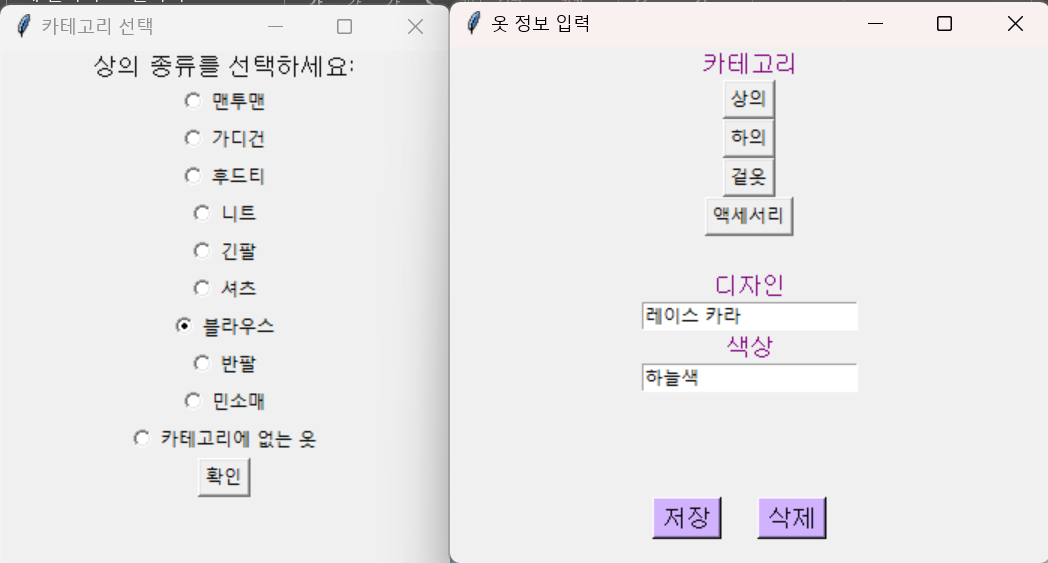 카테고리 선택
상의 종류를 선택하세요:
맨투맨
가디건
후드티
니트
긴팔
셔츠
블라우스
반팔
민소매
카테고리에 없는 옷
확인
옷 정보 입력
카테고리
상의
하의
겉옷
액세서리
디자인
레이스 카라
색상
하늘색
저장
삭제